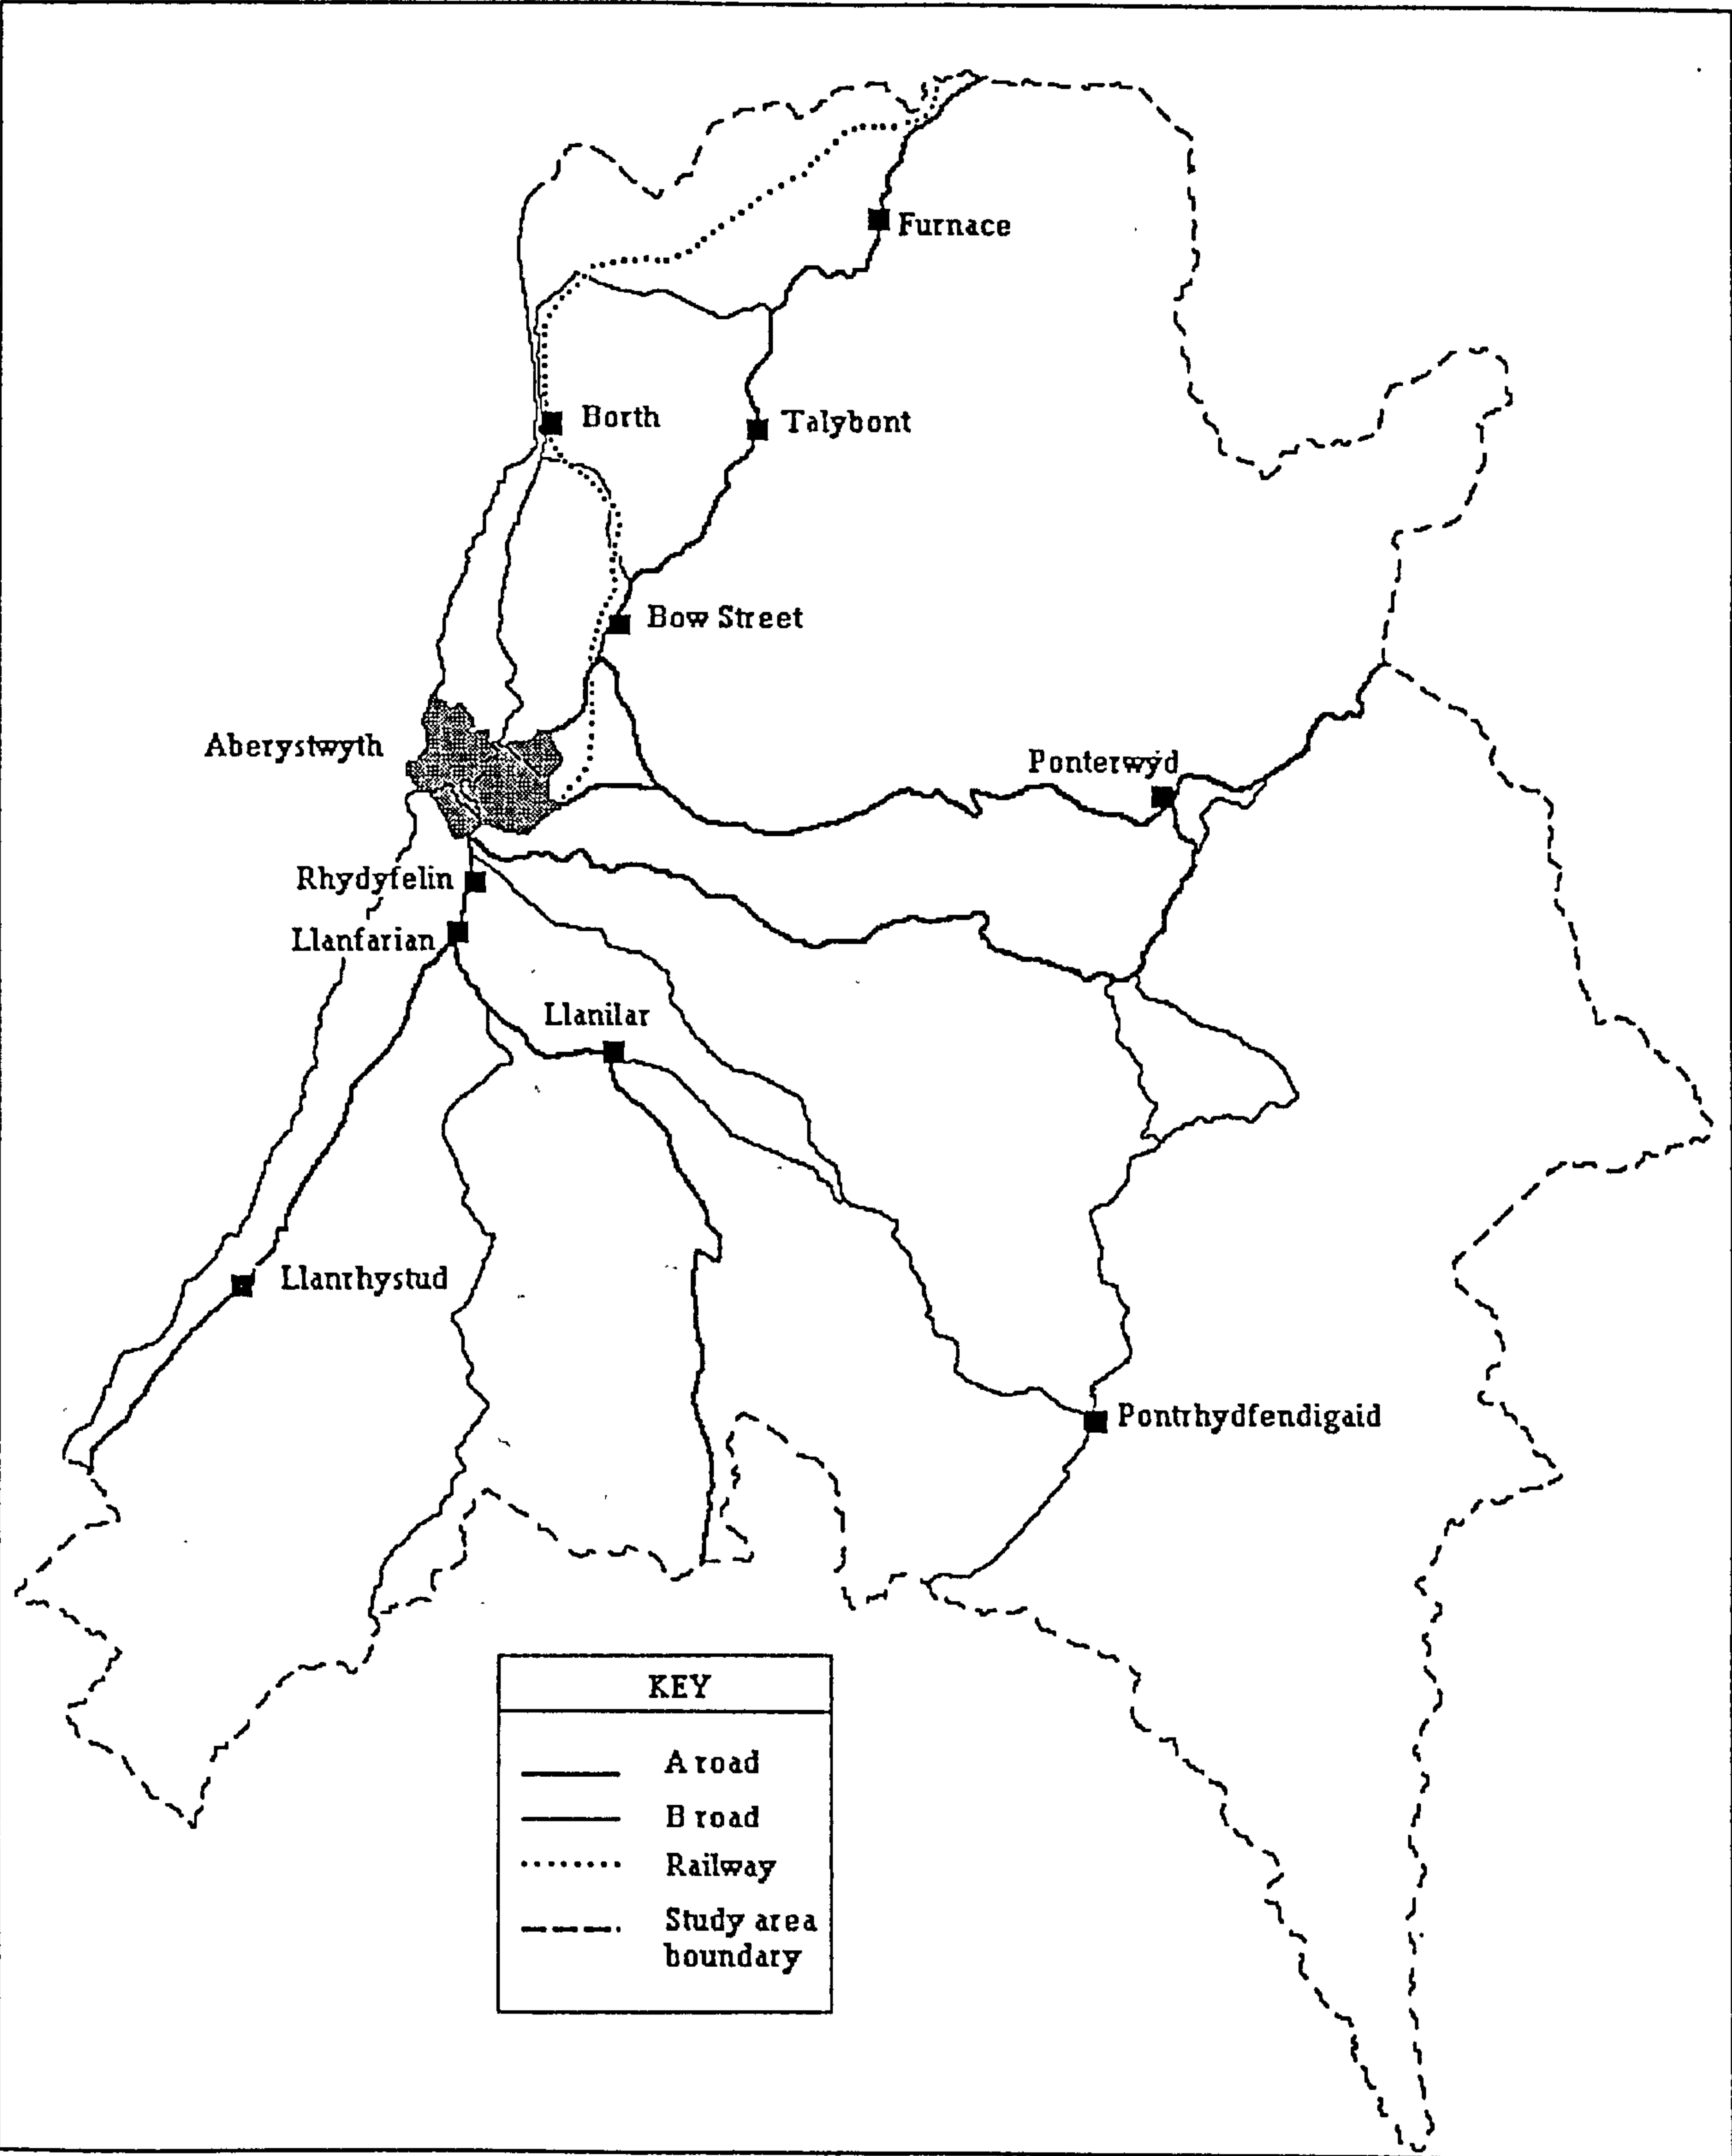 Furnace
Borth
Talybont
Bow Street
Aberystwyth
Ponterwyd
Rhydyfelin
Llanfarian
Llanilar
Llanrhystud
Pontrhydfendigaid
KEY
A road
B road
Railway
Study area
boundary